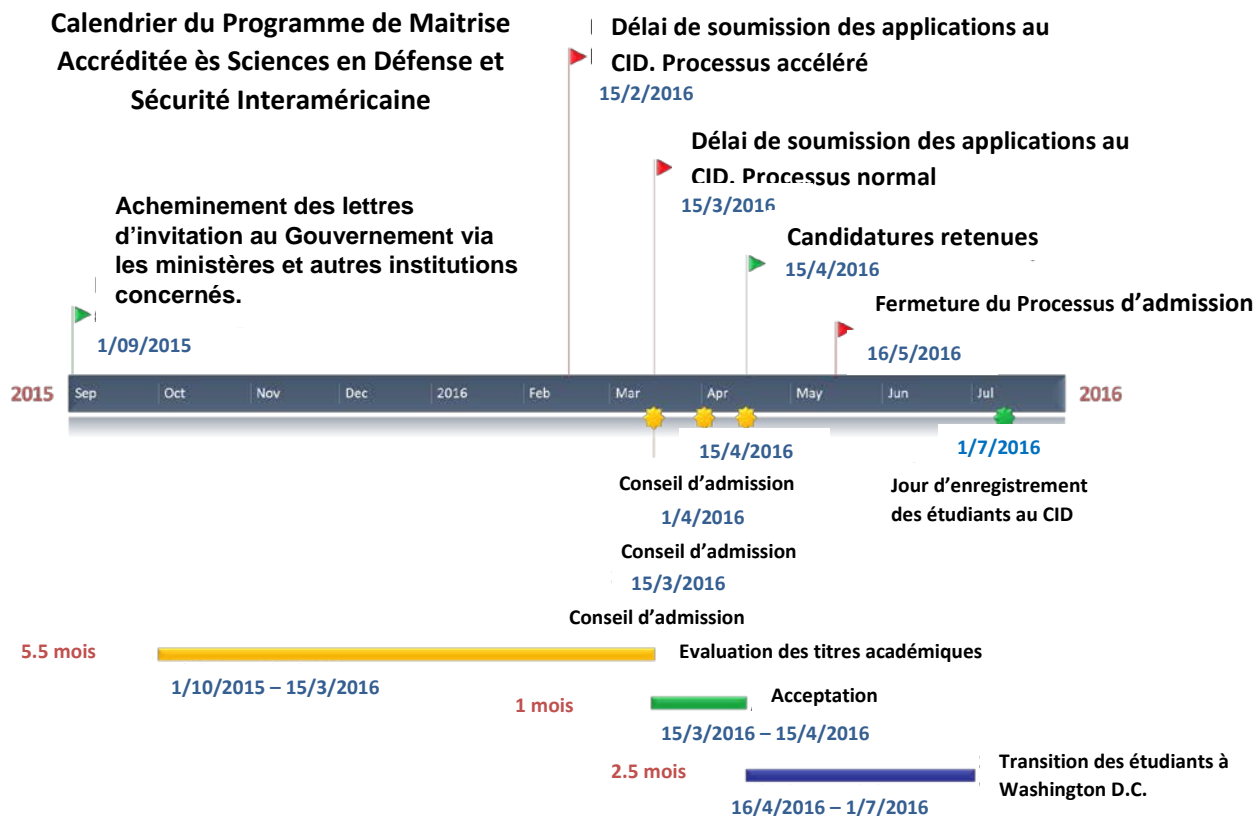 Calendrier du Programme de Maitrise
Accréditée ès Sciences en Défense et
Sécurité Interaméricaine
Délai de soumission des applications au
CID. Processus accéléré
15/2/2016
Délai de soumission des applications au
CID. Processus normal
15/3/2016
Acheminement des lettres
d'invitation au Gouvernement via
les ministères et autres institutions
concernés.
1/09/2015
Candidatures retenues
15/4/2016
Fermeture du Processus d'admission
16/5/2016
2015 Sep Oct Nov Dec 2016 Feb Mar Apr May Jun Jul 2016
15/4/2016
Conseil d'admission
1/4/2016
Conseil d'admission
15/3/2016
Conseil d'admission
1/7/2016
Jour d'enregistrement
des étudiants au CID
5.5 mois
Evaluation des titres académiques
1/10/2015 – 15/3/2016
1 mois
Acceptation
15/3/2016 – 15/4/2016
2.5 mois
Transition des étudiants à
Washington D.C.
16/4/2016 – 1/7/2016